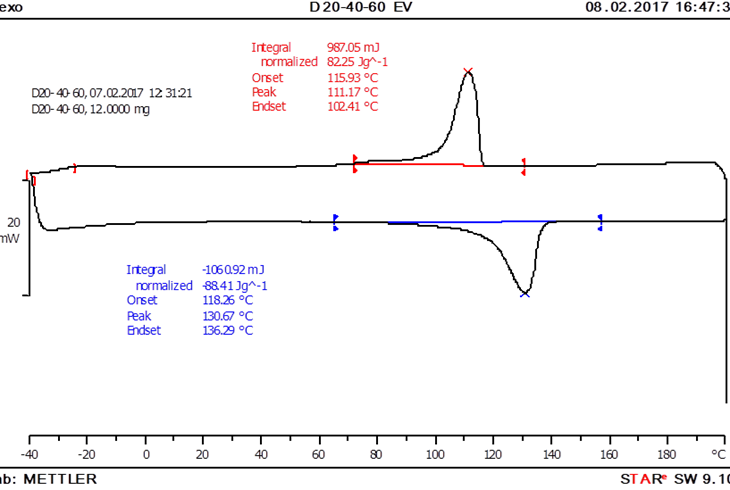 exo D20-40-60 EV 08.02.2017 16:47:3
Integral 987.05 mJ
normalized 82.25 Jg^-1
Onset 115.93 °C
Peak 111.17 °C
Endset 102.41 °C
D20-40-60, 07.02.2017 12:31:21
D20-40-60, 12.0000 mg
20
mW
Integral -1060.92 mJ
normalized -88.41 Jg^-1
Onset 118.26 °C
Peak 130.67 °C
Endset 136.29 °C
-40 -20 0 20 40 60 80 100 120 140 160 180 °C
ab: METTLER STARe SW 9.10